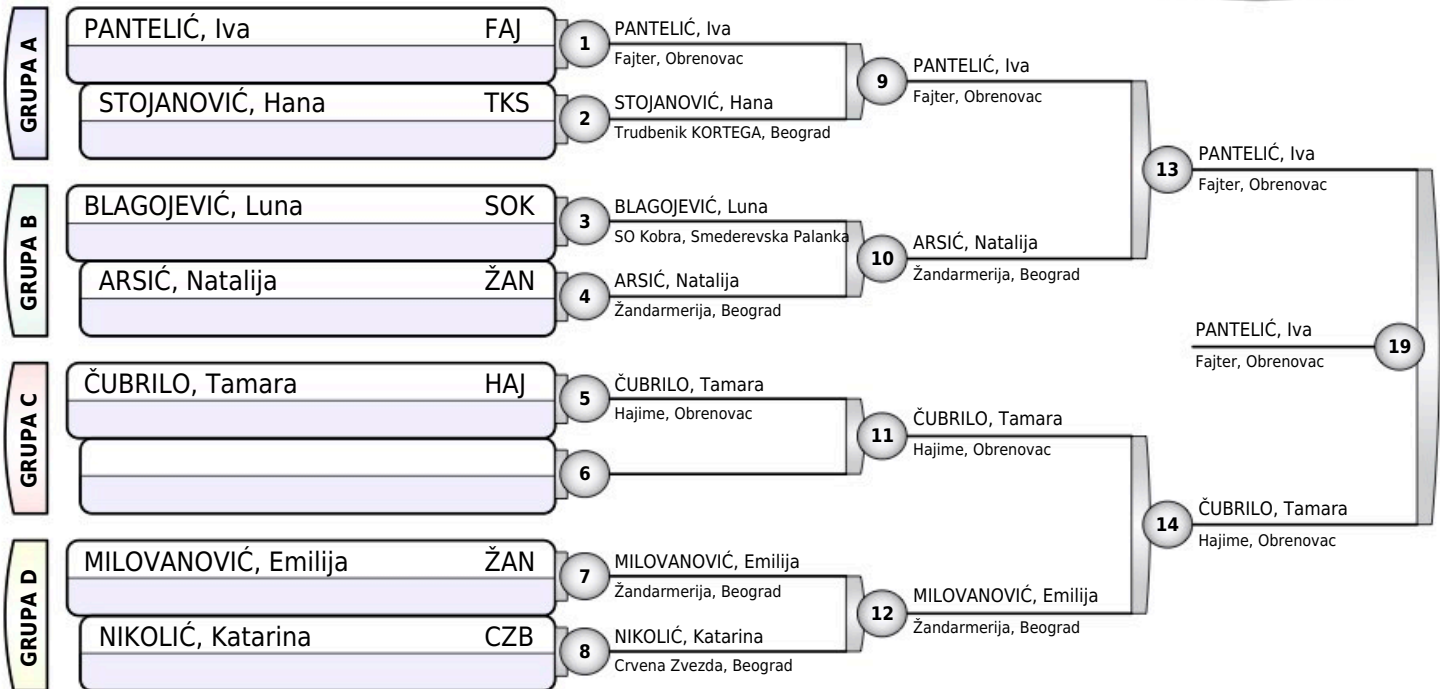 GRUPA A
PANTELIĆ, Iva FAJ
STOJANOVIĆ, Hana TKS
1
PANTELIĆ, Iva
Fajter, Obrenovac
2
STOJANOVIĆ, Hana
Trudbenik KORTEGA, Beograd
9
PANTELIĆ, Iva
Fajter, Obrenovac
GRUPA B
BLAGOJEVIĆ, Luna SOK
ARSIĆ, Natalija ŽAN
3
BLAGOJEVIĆ, Luna
SO Kobra, Smederevska Palanka
4
ARSIĆ, Natalija
Žandarmerija, Beograd
10
ARSIĆ, Natalija
Žandarmerija, Beograd
13
PANTELIĆ, Iva
Fajter, Obrenovac
GRUPA C
ČUBRILO, Tamara HAJ
5
ČUBRILO, Tamara
Hajime, Obrenovac
6
11
ČUBRILO, Tamara
Hajime, Obrenovac
GRUPA D
MILOVANOVIĆ, Emilija ŽAN
NIKOLIĆ, Katarina CZB
7
MILOVANOVIĆ, Emilija
Žandarmerija, Beograd
8
NIKOLIĆ, Katarina
Crvena Zvezda, Beograd
12
MILOVANOVIĆ, Emilija
Žandarmerija, Beograd
14
ČUBRILO, Tamara
Hajime, Obrenovac
PANTELIĆ, Iva
Fajter, Obrenovac
19